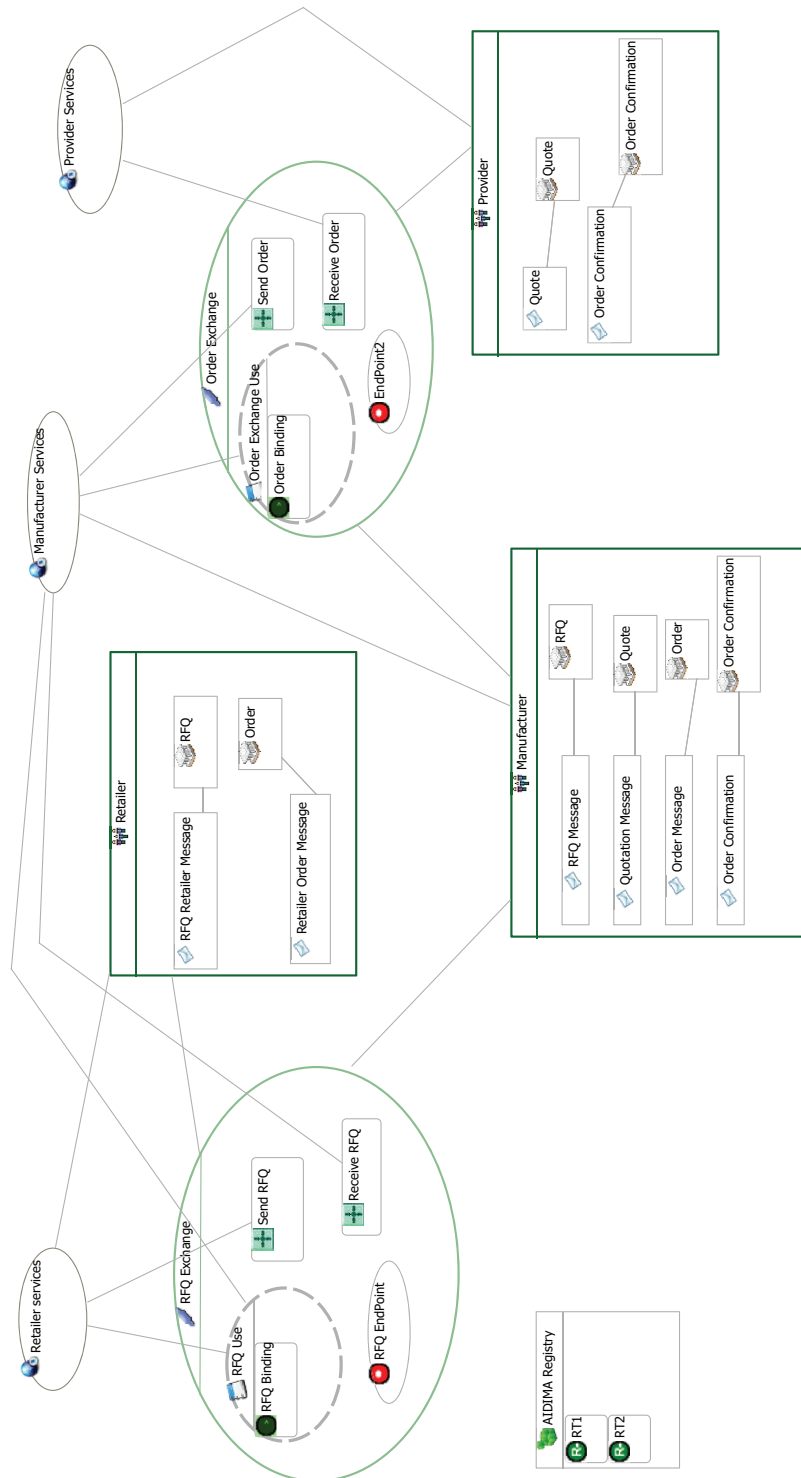 Retailer services
Manufacturer Services
Provider Services
Retailer
RFQ Retailer Message
RFQ
Retailer Order Message
Order
RFQ Exchange
RFQ Use
RFQ Binding
Send RFQ
Receive RFQ
RFQ EndPoint
Order Exchange
Order Exchange Use
Order Binding
Send Order
Receive Order
EndPoint2
AIDIMA Registry
RT1
RT2
Manufacturer
RFQ Message
RFQ
Quotation Message
Quote
Order Message
Order
Order Confirmation
Order Confirmation
Provider
Quote
Quote
Order Confirmation
Order Confirmation